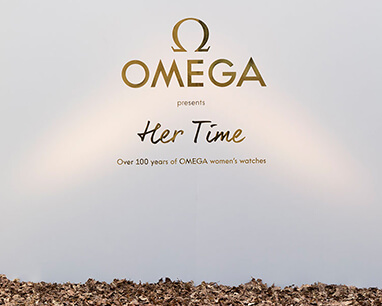 Ω
OMEGA
presents
Her Time
Over 100 years of OMEGA women's watches